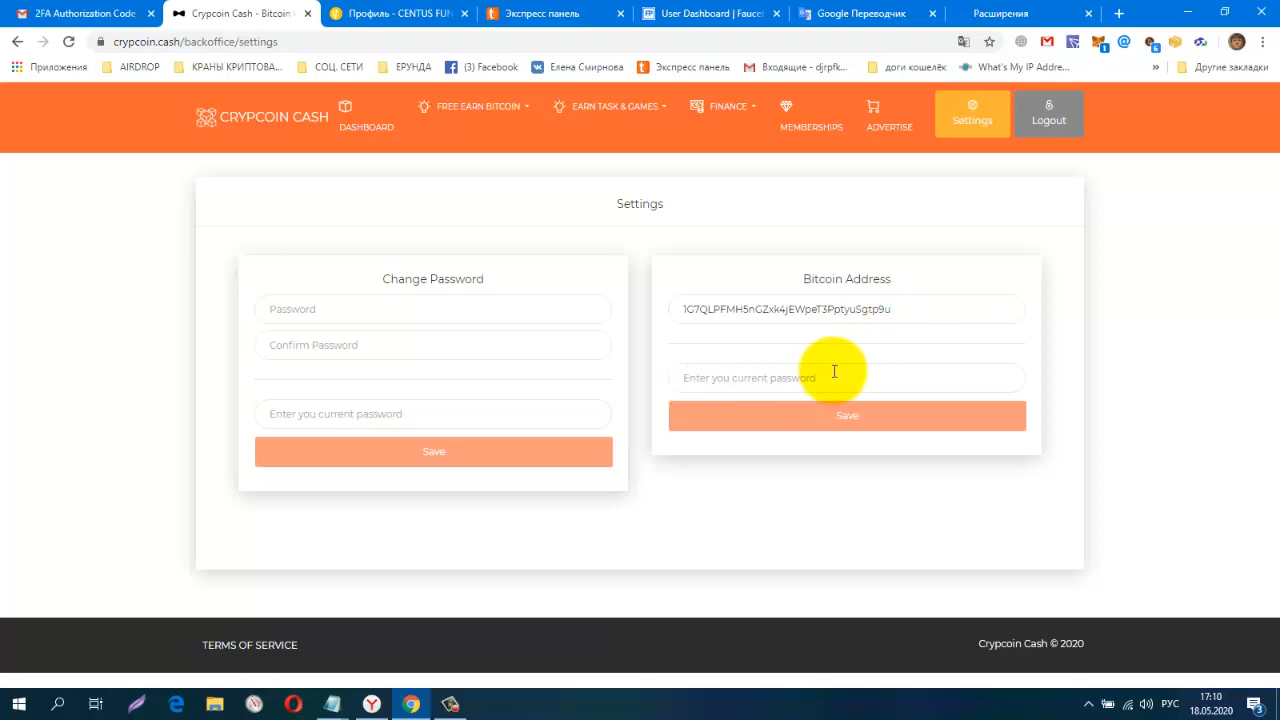 2FA Authorization Code
Crypcoin Cash - Bitcoin
Профиль - CENTUS FUN
Экспресс панель
User Dashboard | Fauce
Google Переводчик
Расширения
crypcoin.cash/backoffice/settings
Приложения
AIRDROP
КРАНЫ КРИПТОВА...
СОЦ. СЕТИ
ЕРУНДА
(3) Facebook
Елена Смирнова
Экспресс панель
Входящие - djrpfk...
доги кошелёк
What's My IP Addre...
»
Другие закладки
CRYPCOIN CASH
DASHBOARD
FREE EARN BITCOIN
EARN TASK & GAMES
FINANCE
MEMBERSHIPS
ADVERTISE
Settings
Logout
Settings
Change Password
Password
Confirm Password
Enter you current password
Save
Bitcoin Address
1G7QLPFMH5nGZxk4jEWpeT3PptyuSgtp9u
Enter you current password
Save
TERMS OF SERVICE
Crypcoin Cash © 2020
РУС
17:10
18.05.2020